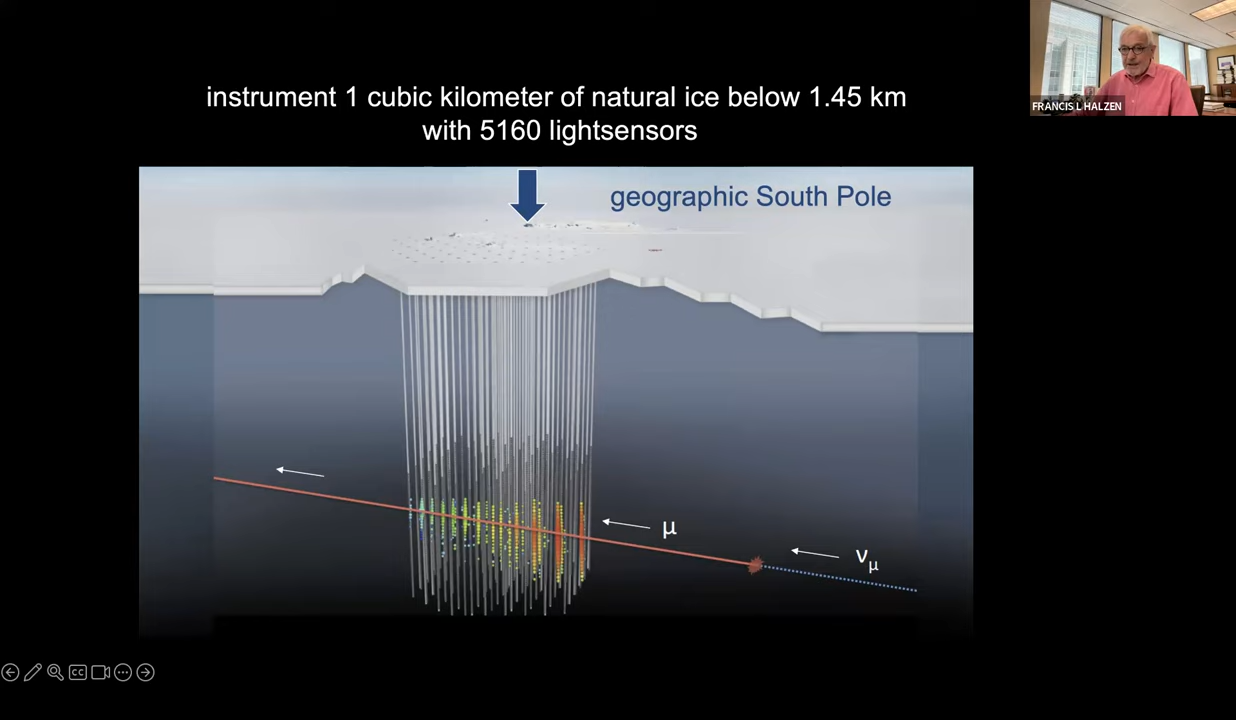 instrument 1 cubic kilometer of natural ice below 1.45 km
with 5160 lightsensors
FRANCIS L HALZEN
geographic South Pole
μ
νμ
CC